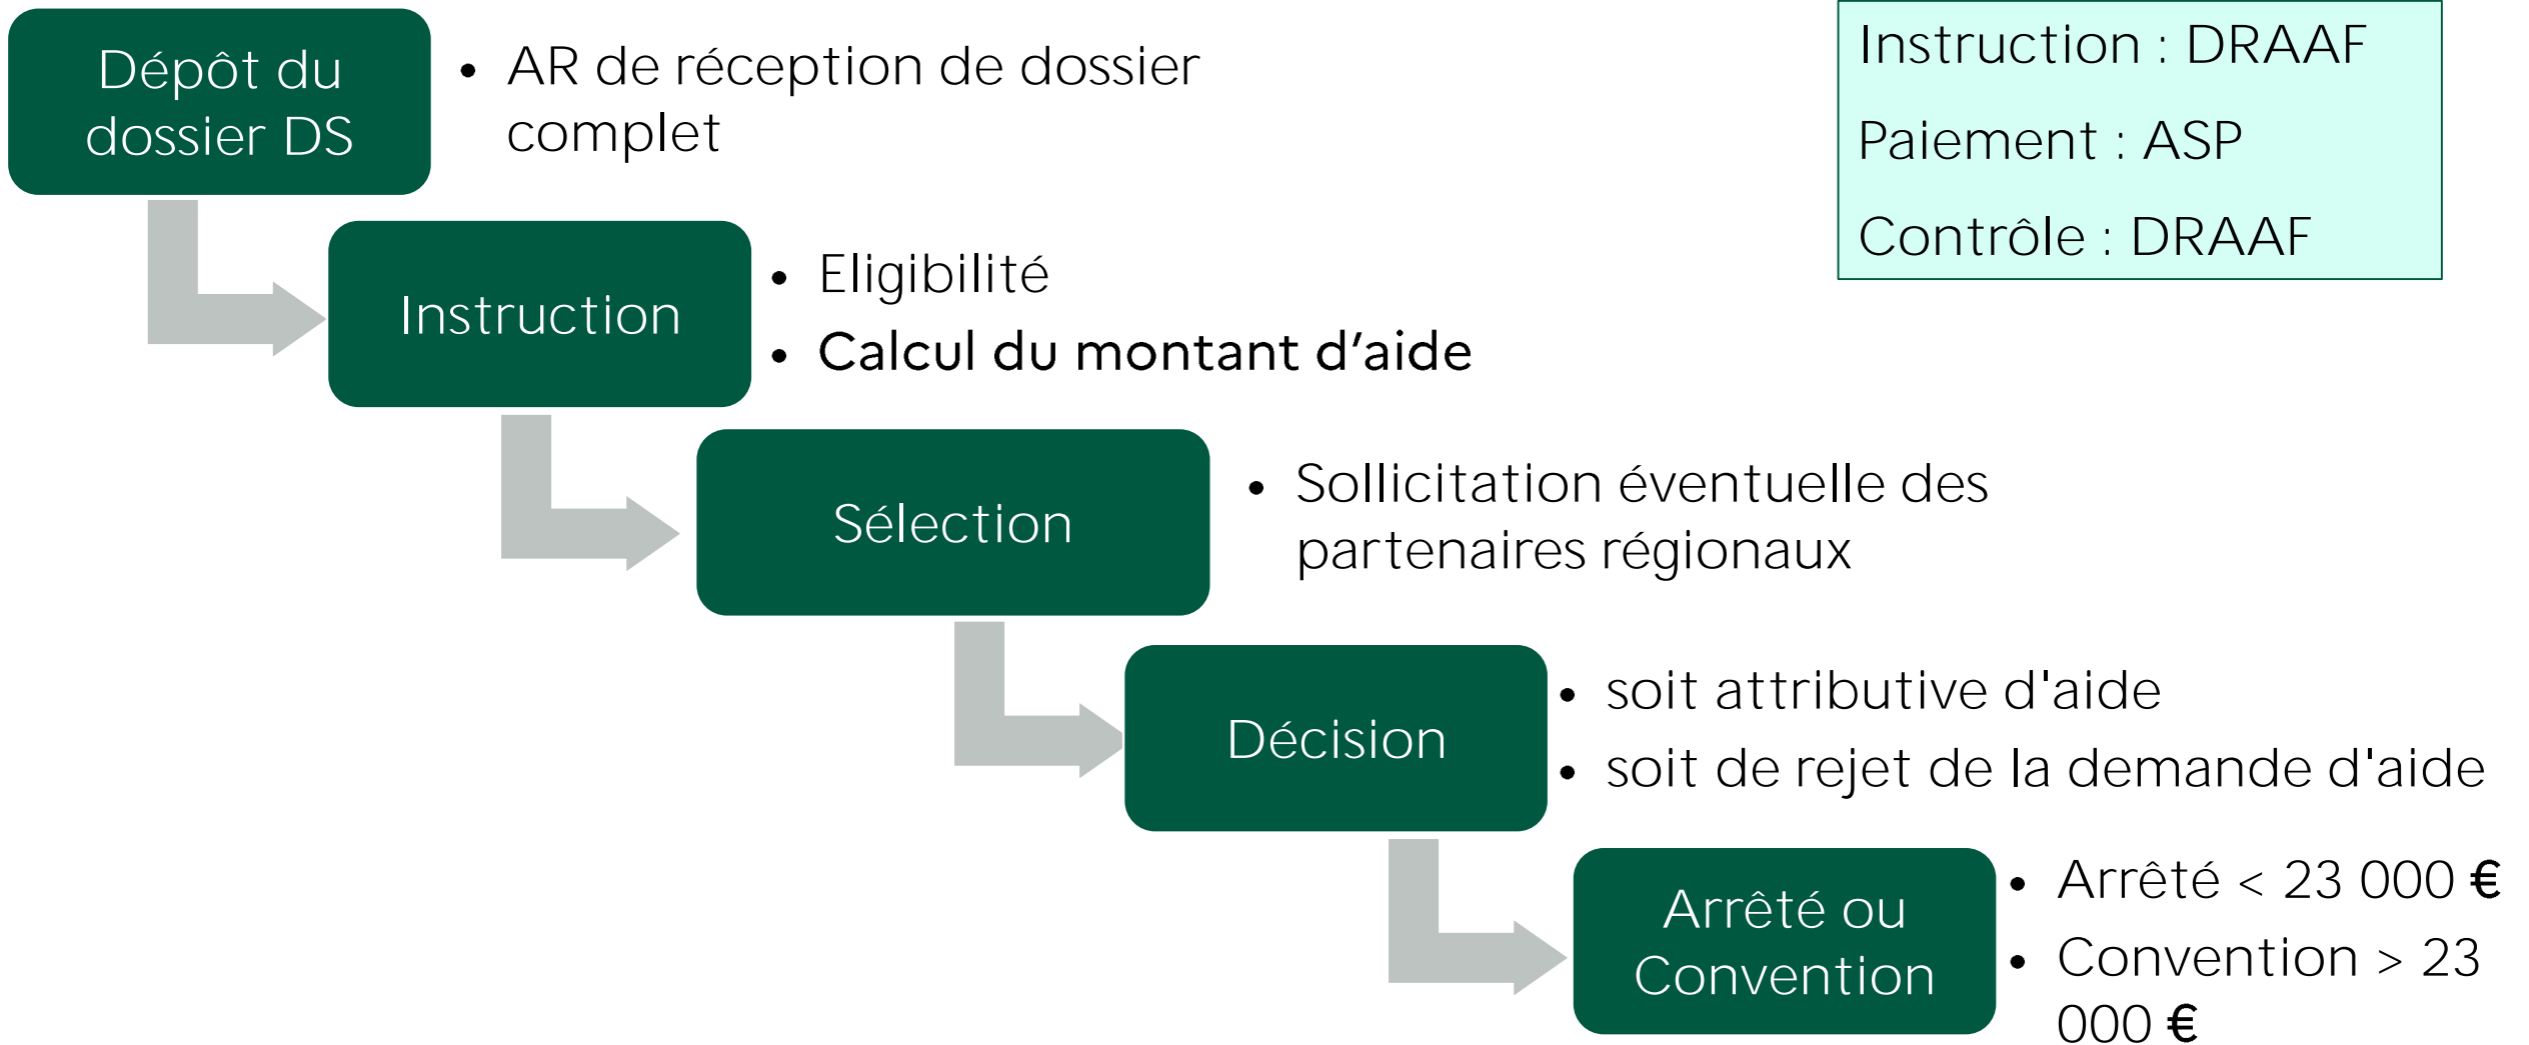 Dépôt du
dossier DS
• AR de réception de dossier
complet
Instruction : DRAAF
Paiement : ASP
Contrôle : DRAAF
Instruction
• Eligibilité
• Calcul du montant d’aide
Sélection
• Sollicitation éventuelle des
partenaires régionaux
Décision
• soit attributive d'aide
• soit de rejet de la demande d'aide
Arrêté ou
Convention
• Arrêté < 23 000 €
• Convention > 23
000 €